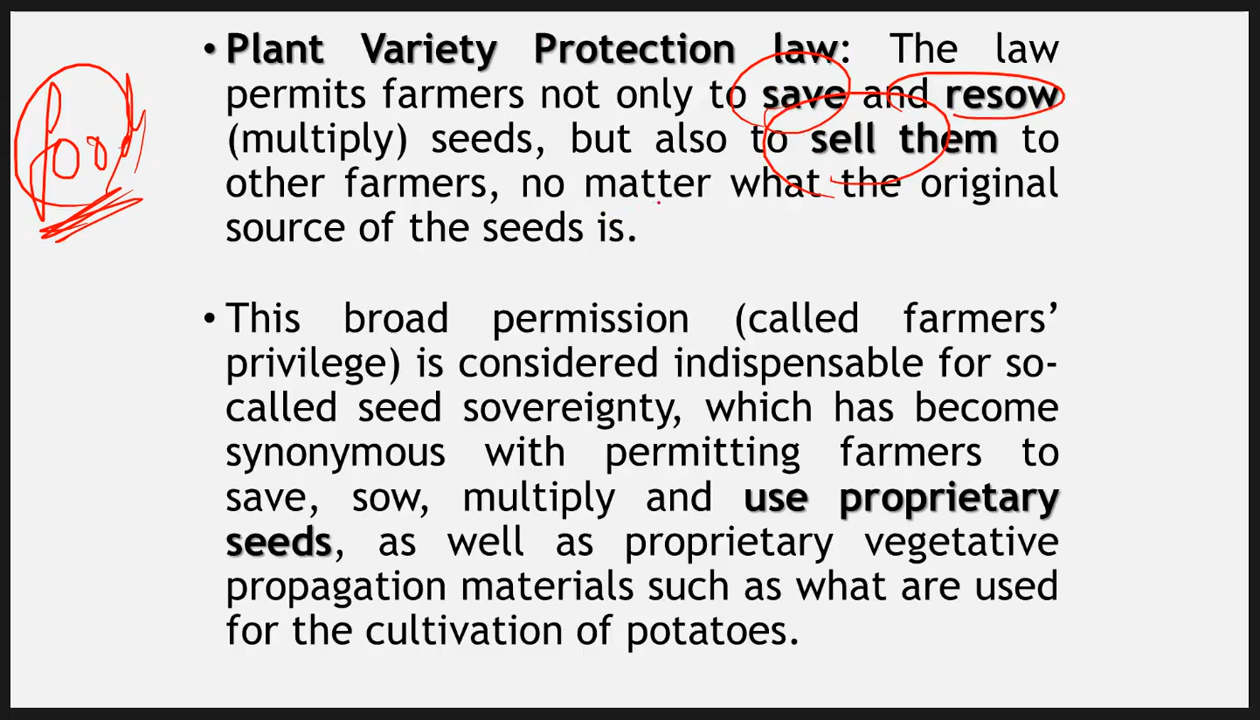 • Plant Variety Protection law: The law
permits farmers not only to save and resow
(multiply) seeds, but also to sell them to
other farmers, no matter what the original
source of the seeds is.
• This broad permission (called farmers’
privilege) is considered indispensable for so-
called seed sovereignty, which has become
synonymous with permitting farmers to
save, sow, multiply and use proprietary
seeds, as well as proprietary vegetative
propagation materials such as what are used
for the cultivation of potatoes.
food